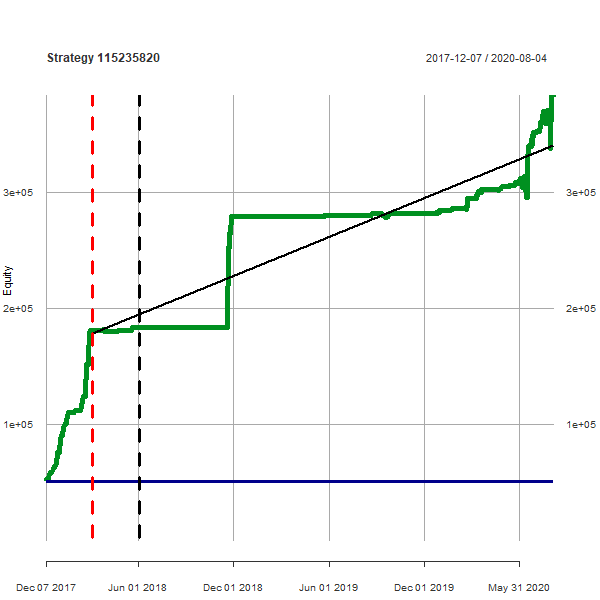 Strategy 115235820
2017-12-07 / 2020-08-04
3e+05
3e+05
Equity
2e+05
2e+05
1e+05
1e+05
Dec 07 2017
Jun 01 2018
Dec 01 2018
Jun 01 2019
Dec 01 2019
May 31 2020